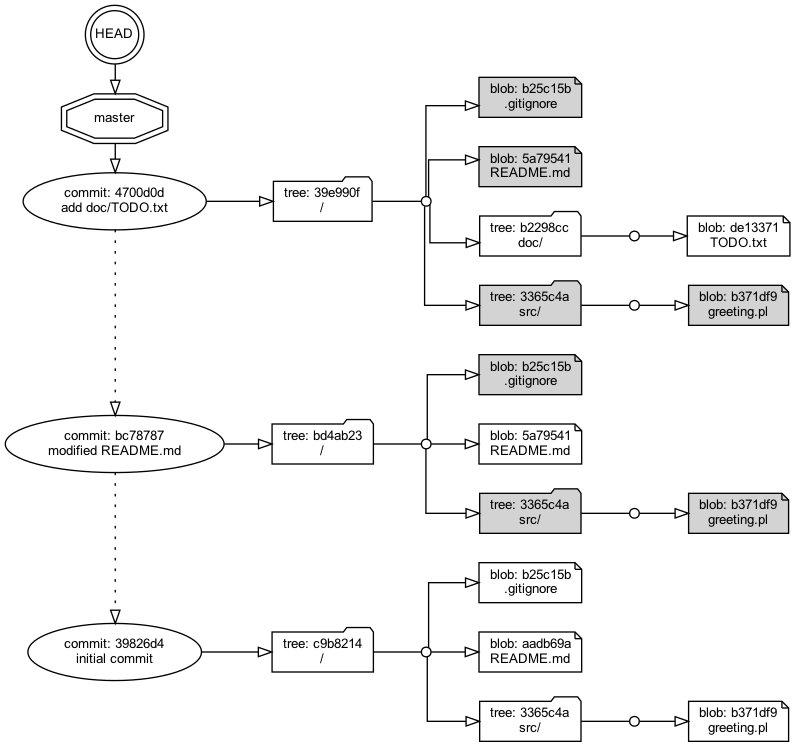 HEAD
master
commit: 4700d0d
add doc/TODO.txt
tree: 39e990f
/
blob: b25c15b
.gitignore
blob: 5a79541
README.md
tree: b2298cc
doc/
blob: de13371
TODO.txt
tree: 3365c4a
src/
blob: b371df9
greeting.pl
commit: bc78787
modified README.md
tree: bd4ab23
/
blob: b25c15b
.gitignore
blob: 5a79541
README.md
tree: 3365c4a
src/
blob: b371df9
greeting.pl
commit: 39826d4
initial commit
tree: c9b8214
/
blob: b25c15b
.gitignore
blob: aadb69a
README.md
tree: 3365c4a
src/
blob: b371df9
greeting.pl